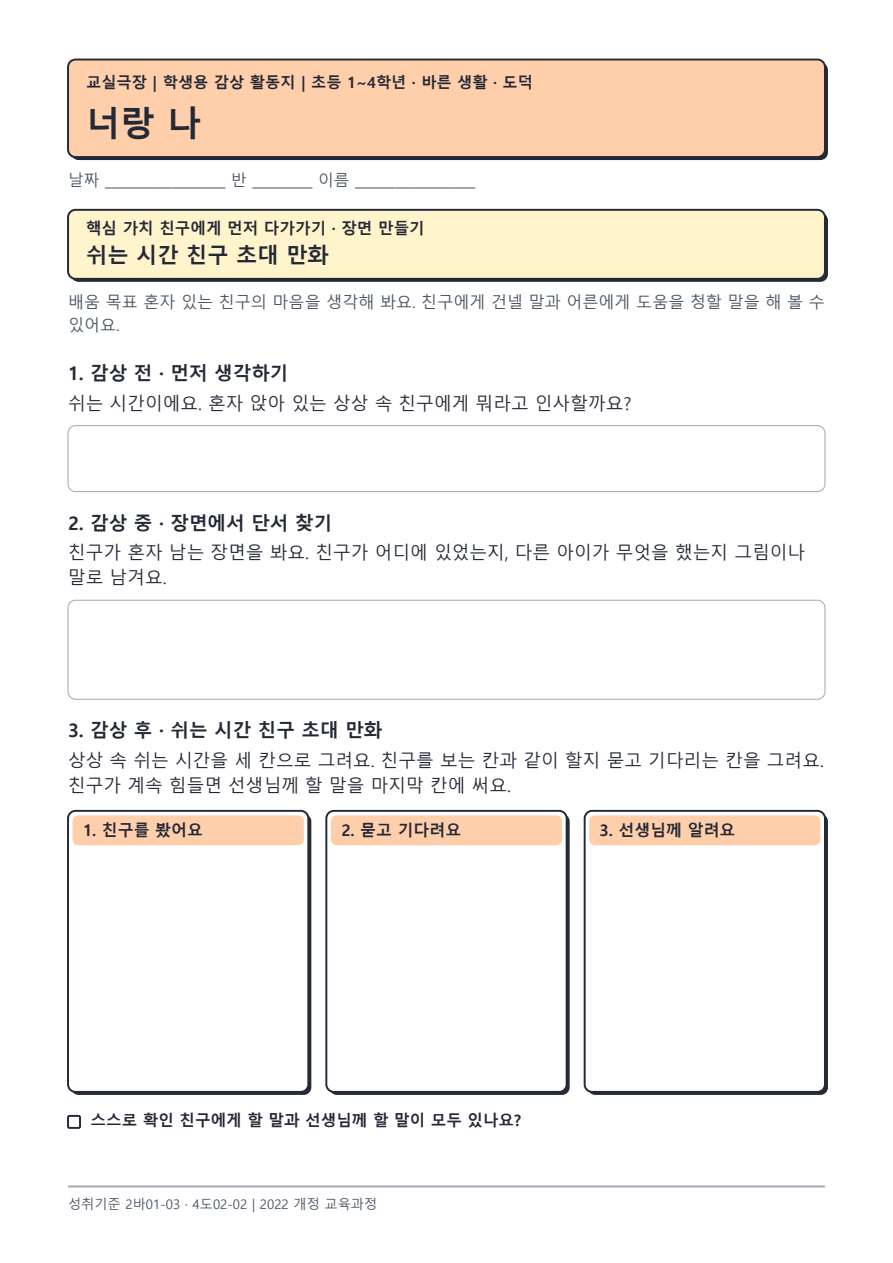 교실극장 | 학생용 감상 활동지 | 초등 1~4학년 · 바른 생활 · 도덕
너랑 나
날짜 _______________ 반 _______ 이름 _______________
핵심 가치 친구에게 먼저 다가가기 · 장면 만들기
쉬는 시간 친구 초대 만화
배움 목표 혼자 있는 친구의 마음을 생각해 봐요. 친구에게 건넬 말과 어른에게 도움을 청할 말을 해 볼 수
있어요.
1. 감상 전 · 먼저 생각하기
쉬는 시간이에요. 혼자 앉아 있는 상상 속 친구에게 뭐라고 인사할까요?
2. 감상 중 · 장면에서 단서 찾기
친구가 혼자 남는 장면을 봐요. 친구가 어디에 있었는지, 다른 아이가 무엇을 했는지 그림이나
말로 남겨요.
3. 감상 후 · 쉬는 시간 친구 초대 만화
상상 속 쉬는 시간을 세 칸으로 그려요. 친구를 보는 칸과 같이 할지 묻고 기다리는 칸을 그려요.
친구가 계속 힘들면 선생님께 할 말을 마지막 칸에 써요.
1. 친구를 봤어요
2. 묻고 기다려요
3. 선생님께 알려요
스스로 확인 친구에게 할 말과 선생님께 할 말이 모두 있나요?
성취기준 2바01-03 · 4도02-02 | 2022 개정 교육과정